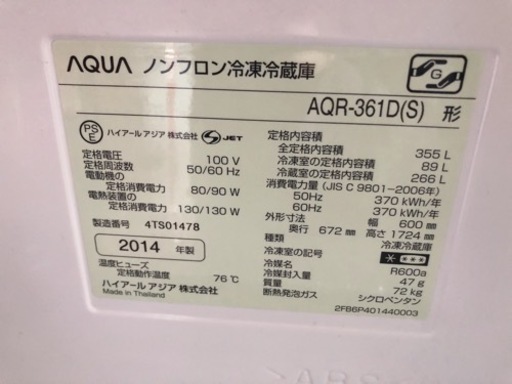 AQUA ノンフロン冷凍冷蔵庫
G
AQR-361D(S) 形
PS E ハイアール アジア 株式会社 S JET
定格電圧 100 V
定格周波数 50/60 Hz
電動機の
定格消費電力 80/90 W
電熱装置の
定格消費電力 130/130 W
製造番号 4TS01478
2014 年製
温度ヒューズ
定格動作温度 76℃
ハイアール アジア 株式会社
Made in Thailand
定格内容積
全定格内容積 355 L
冷凍室の定格内容積 89 L
冷蔵室の定格内容積 266 L
消費電力量 (JIS C 9801-2006年)
50Hz 370 kWh/年
60Hz 370 kWh/年
外形寸法 幅 600 mm
奥行 672 mm 高さ 1724 mm
種類 冷凍冷蔵庫
冷凍室の記号
冷媒名 R600a
冷媒封入量 47 g
質量 72 kg
断熱発泡ガス シクロペンタン
2FB6P401440003